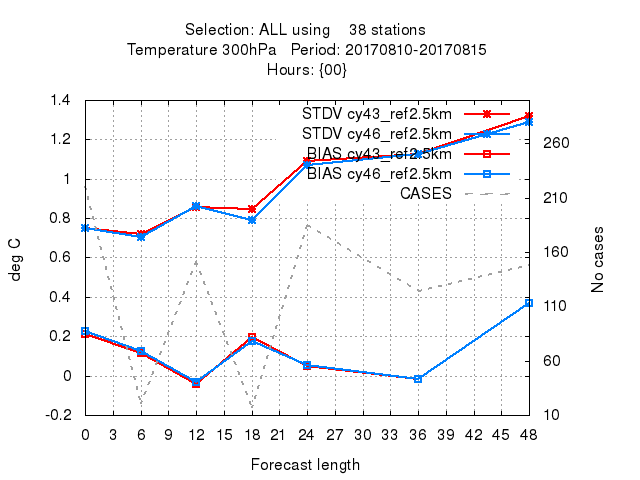 Selection: ALL using    38 stations
Temperature 300hPa   Period: 20170810-20170815
Hours: {00}
1.4
1.2
1
0.8
0.6
0.4
0.2
0
-0.2
deg C
STDV cy43_ref2.5km
STDV cy46_ref2.5km
BIAS cy43_ref2.5km
BIAS cy46_ref2.5km
CASES
260
210
160
110
60
10
No cases
0 3 6 9 12 15 18 21 24 27 30 33 36 39 42 45 48
Forecast length